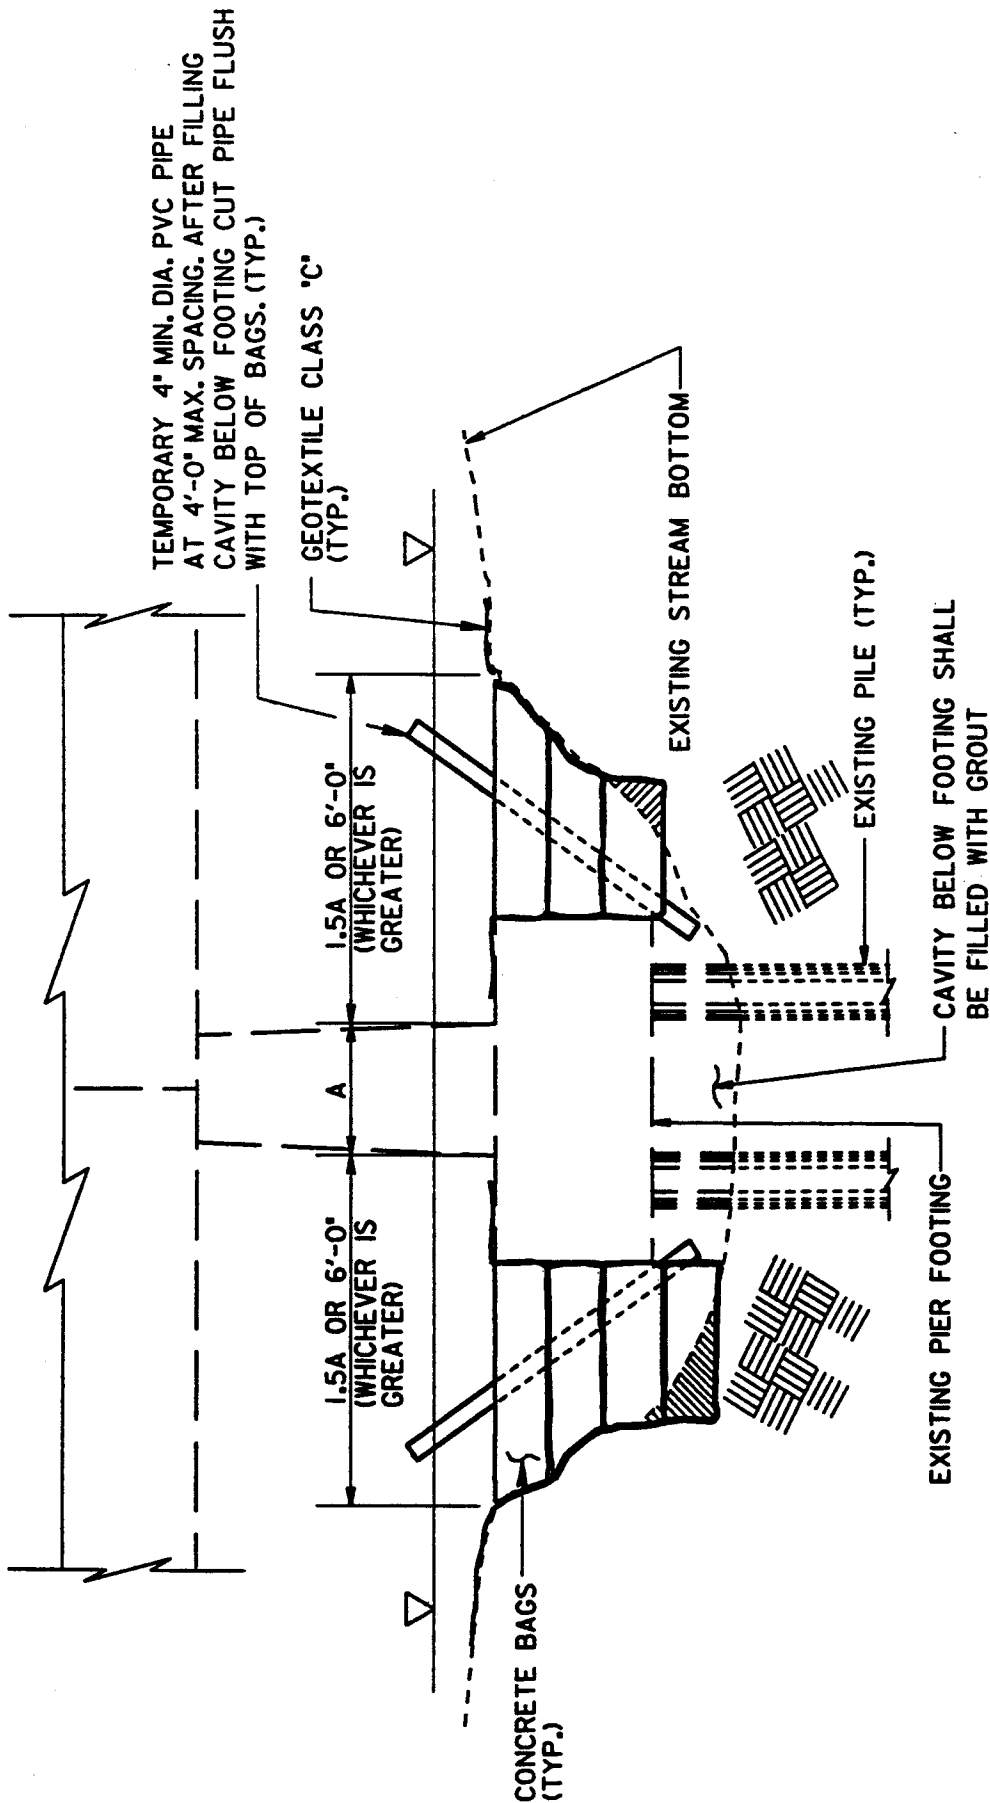 TEMPORARY 4" MIN. DIA. PVC PIPE
AT 4'-0" MAX. SPACING. AFTER FILLING
CAVITY BELOW FOOTING CUT PIPE FLUSH
WITH TOP OF BAGS. (TYP.)
GEOTEXTILE CLASS "C"
(TYP.)
1.5A OR 6'-0"
(WHICHEVER IS
GREATER)
A
1.5A OR 6'-0"
(WHICHEVER IS
GREATER)
EXISTING STREAM BOTTOM
EXISTING PILE (TYP.)
CAVITY BELOW FOOTING SHALL
BE FILLED WITH GROUT
EXISTING PIER FOOTING
CONCRETE BAGS
(TYP.)